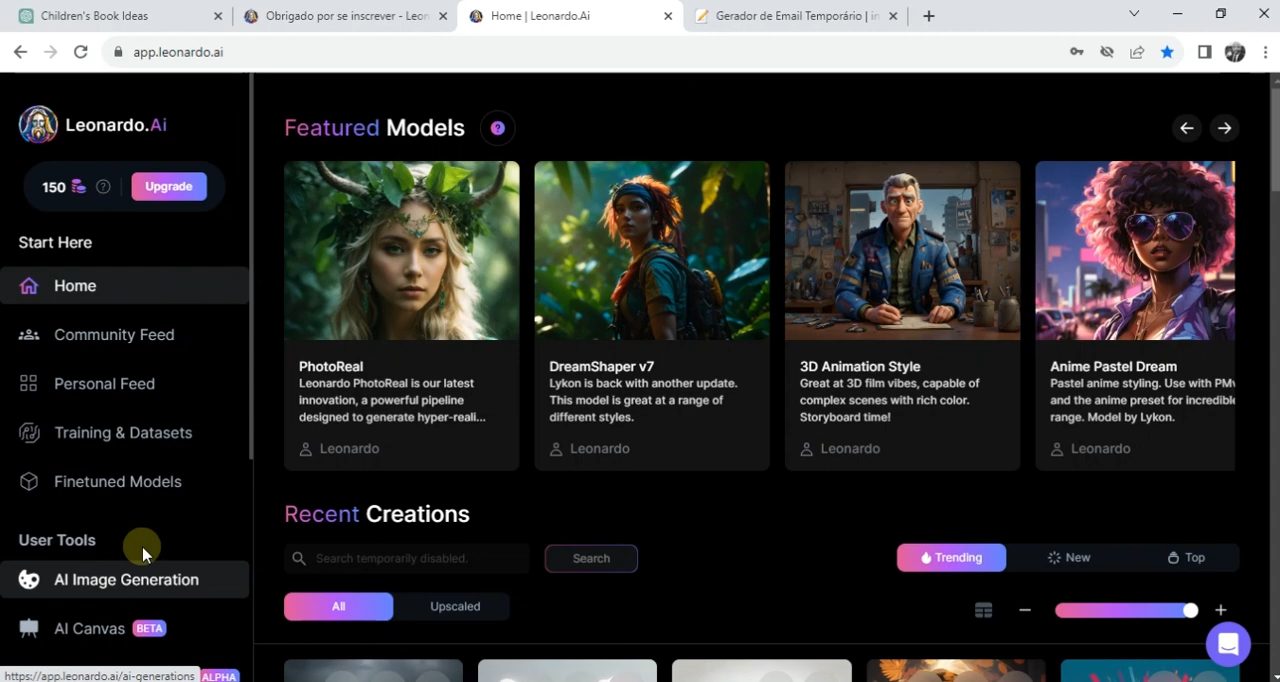 Children's Book Ideas
Obrigado por se inscrever - Leon
Home | Leonardo.Ai
Gerador de Email Temporário | in
app.leonardo.ai
Leonardo.Ai
150
Upgrade
Start Here
Home
Community Feed
Personal Feed
Training & Datasets
Finetuned Models
User Tools
AI Image Generation
AI Canvas BETA
ALPHA
https://app.leonardo.ai/ai-generations
Featured Models
PhotoReal
Leonardo PhotoReal is our latest
innovation, a powerful pipeline
designed to generate hyper-reali...
Leonardo
DreamShaper v7
Lykon is back with another update.
This model is great at a range of
different styles.
Leonardo
3D Animation Style
Great at 3D film vibes, capable of
complex scenes with rich color.
Storyboard time!
Leonardo
Anime Pastel Dream
Pastel anime styling. Use with PM
and the anime preset for incredible
range. Model by Lykon.
Leonardo
Recent Creations
Search temporarily disabled.
Search
Trending
New
Top
All
Upscaled